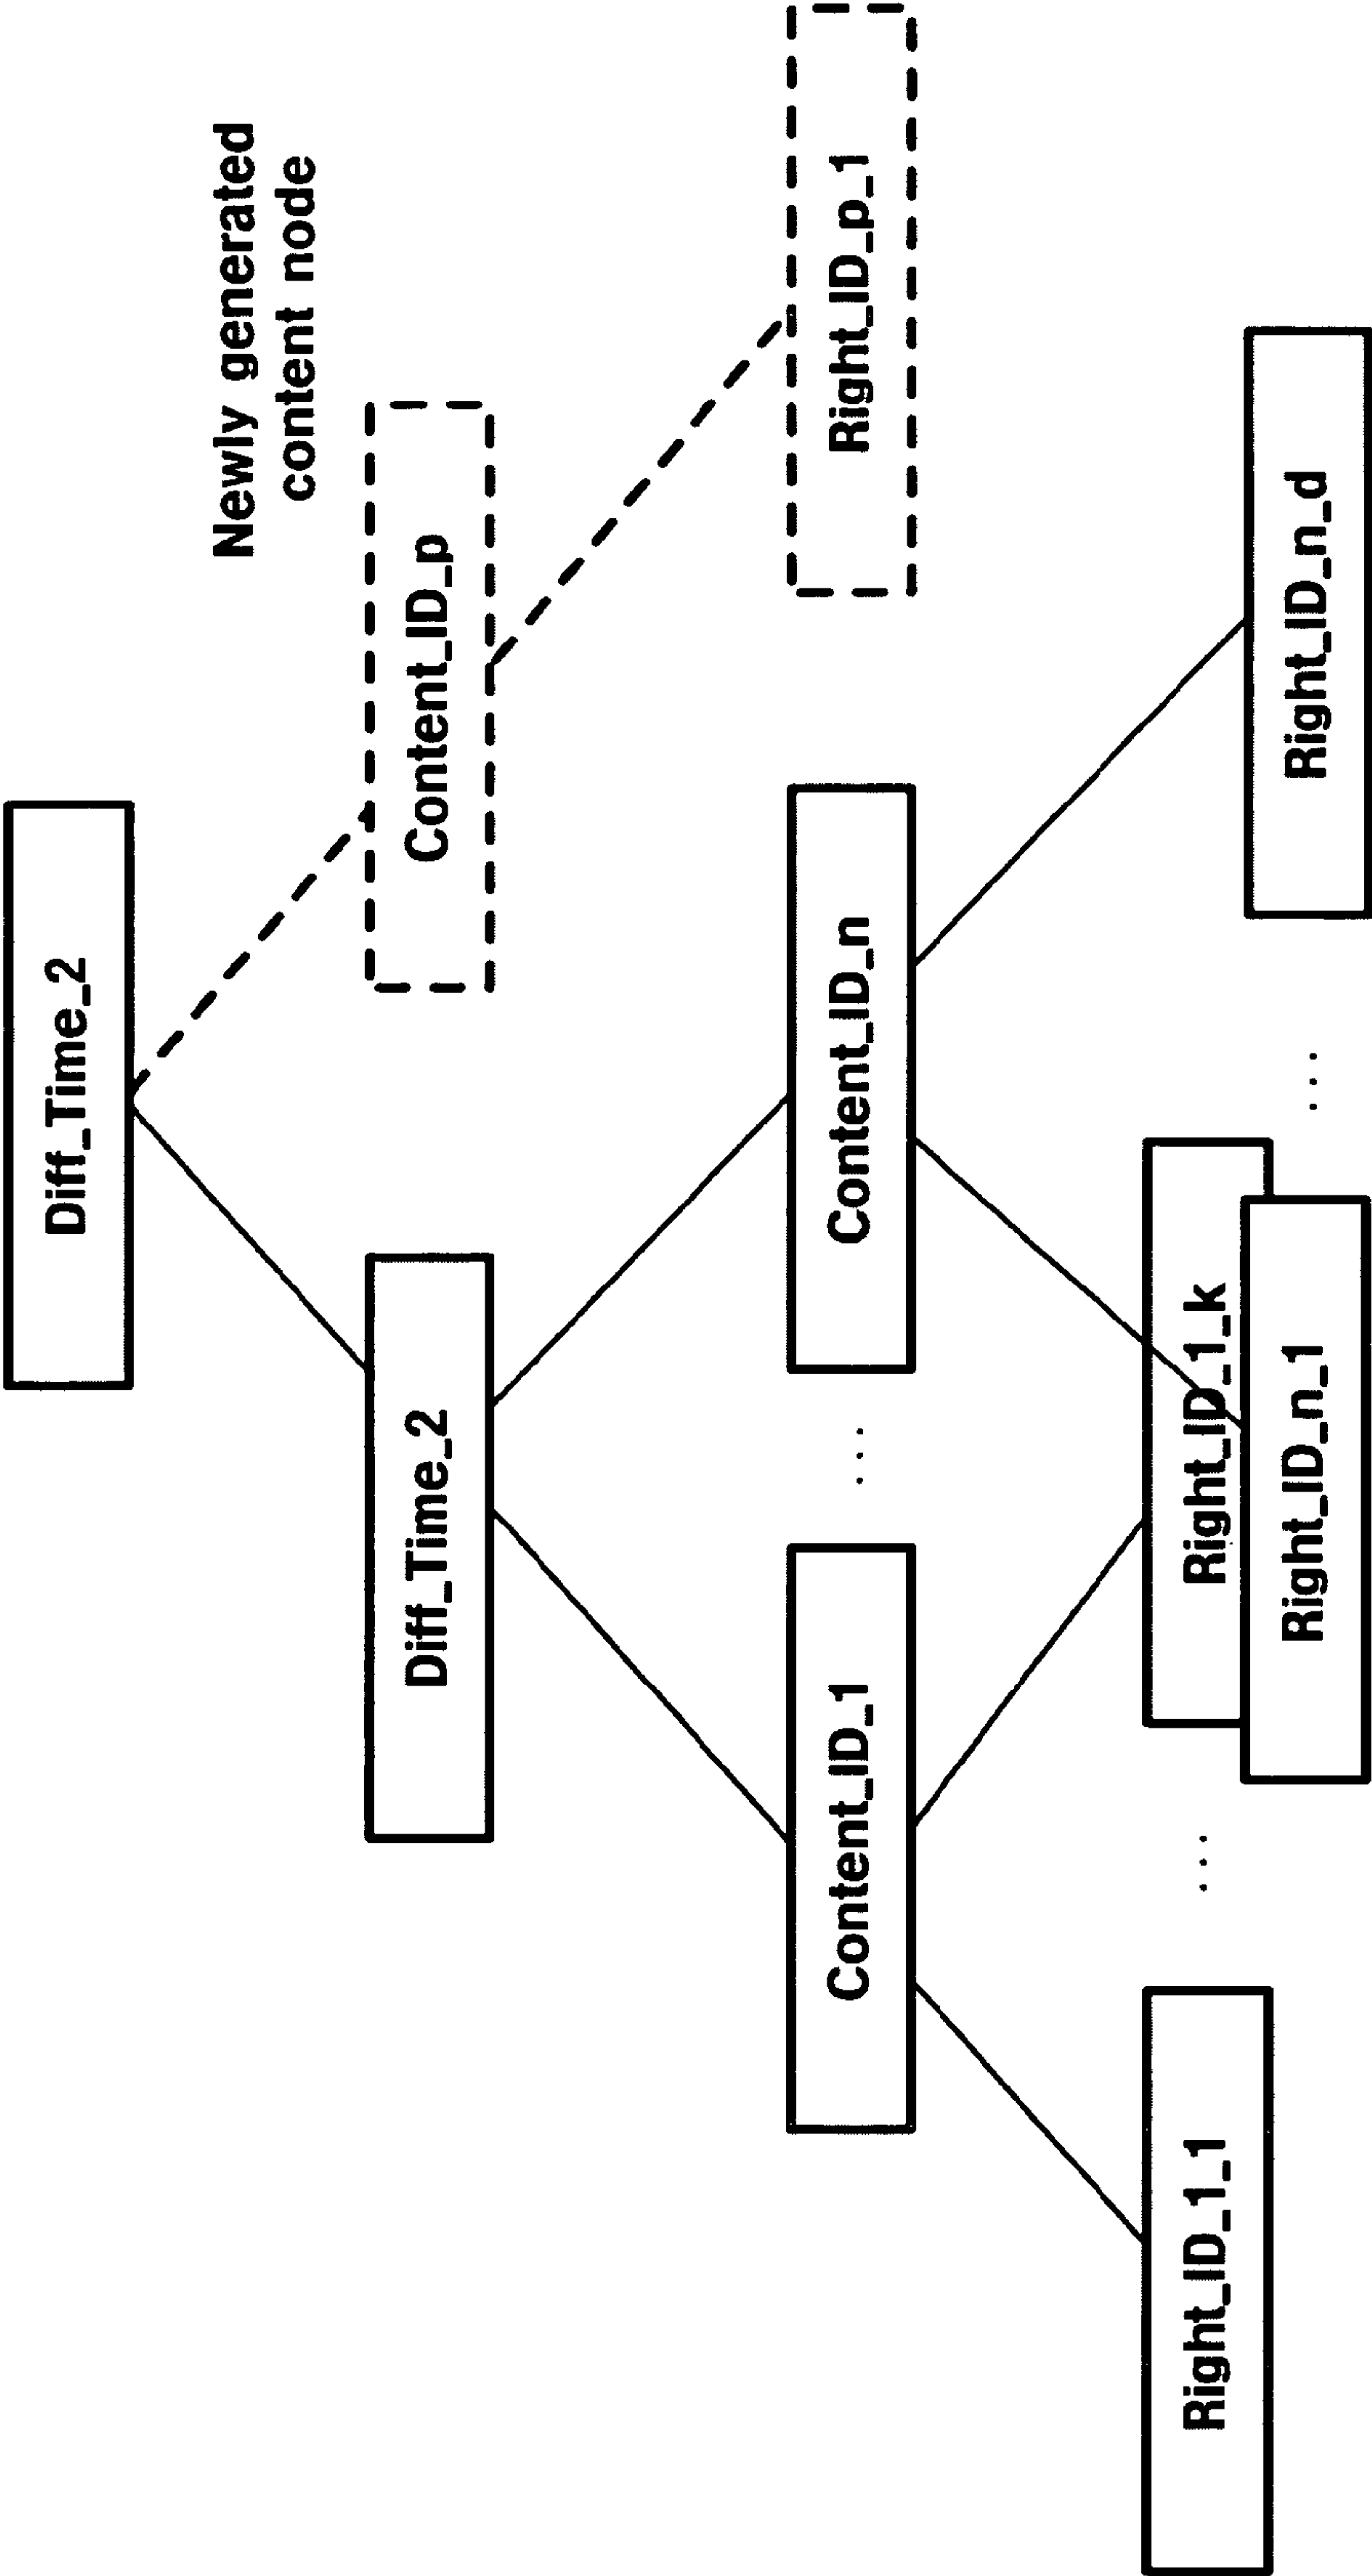 Diff_Time_2
Newly generated
content node
Diff_Time_2
Content_ID_p
Content_ID_1
...
Content_ID_n
Right_ID_p_1
Right_ID_1_1
...
Right_ID_1_k
Right_ID_n_1
...
Right_ID_n_d